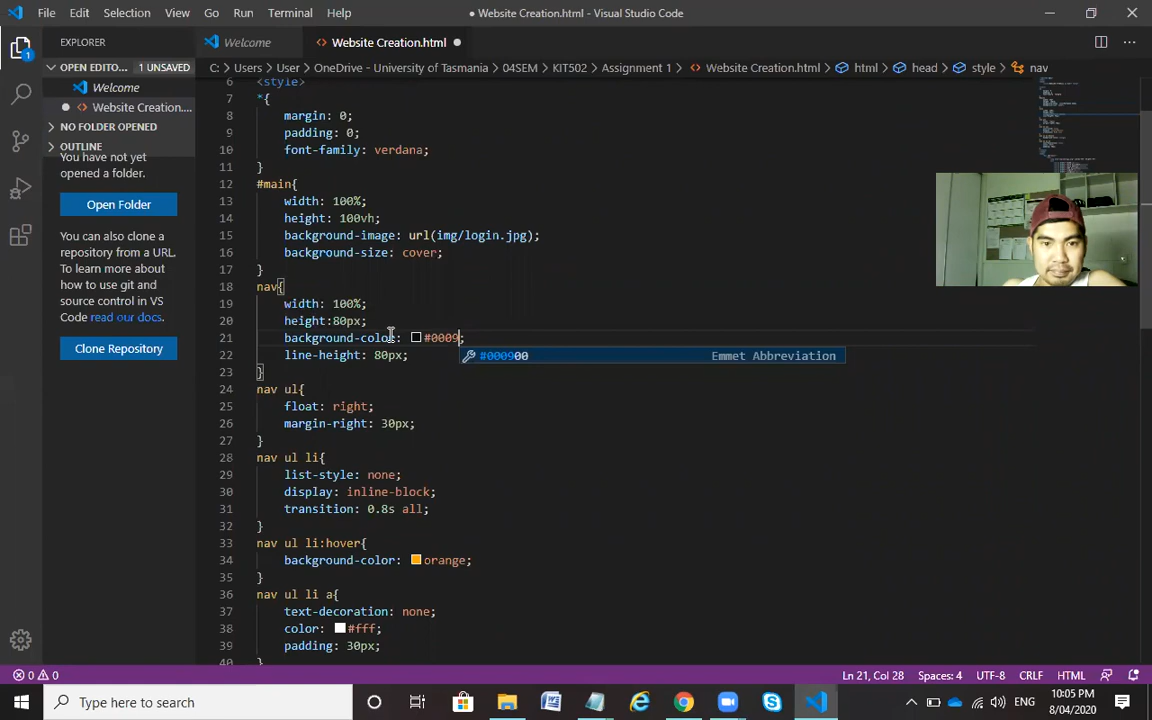 File Edit Selection View Go Run Terminal Help
● Website Creation.html - Visual Studio Code
EXPLORER
Welcome
Website Creation.html
OPEN EDITO... 1 UNSAVED
C: > Users > User > OneDrive - University of Tasmania > 04SEM > KIT502 > Assignment 1 > Website Creation.html > html > head > style > nav
Welcome
Website Creation....
NO FOLDER OPENED
OUTLINE
You have not yet
opened a folder.
Open Folder
You can also clone a
repository from a URL.
To learn more about
how to use git and
source control in VS
Code read our docs.
Clone Repository
1
6 <style>
7 *{
8 margin: 0;
9 padding: 0;
10 font-family: verdana;
11 }
12 #main{
13 width: 100%;
14 height: 100vh;
15 background-image: url(img/login.jpg);
16 background-size: cover;
17 }
18 nav{
19 width: 100%;
20 height:80px;
21 background-color: #0009;
#000900 Emmet Abbreviation
22 line-height: 80px;
23 }
24 nav ul{
25 float: right;
26 margin-right: 30px;
27 }
28 nav ul li{
29 list-style: none;
30 display: inline-block;
31 transition: 0.8s all;
32 }
33 nav ul li:hover{
34 background-color: orange;
35 }
36 nav ul li a{
37 text-decoration: none;
38 color: #fff;
39 padding: 30px;
40 }
0 0 Ln 21, Col 28 Spaces: 4 UTF-8 CRLF HTML
Type here to search
ENG
10:05 PM
8/04/2020